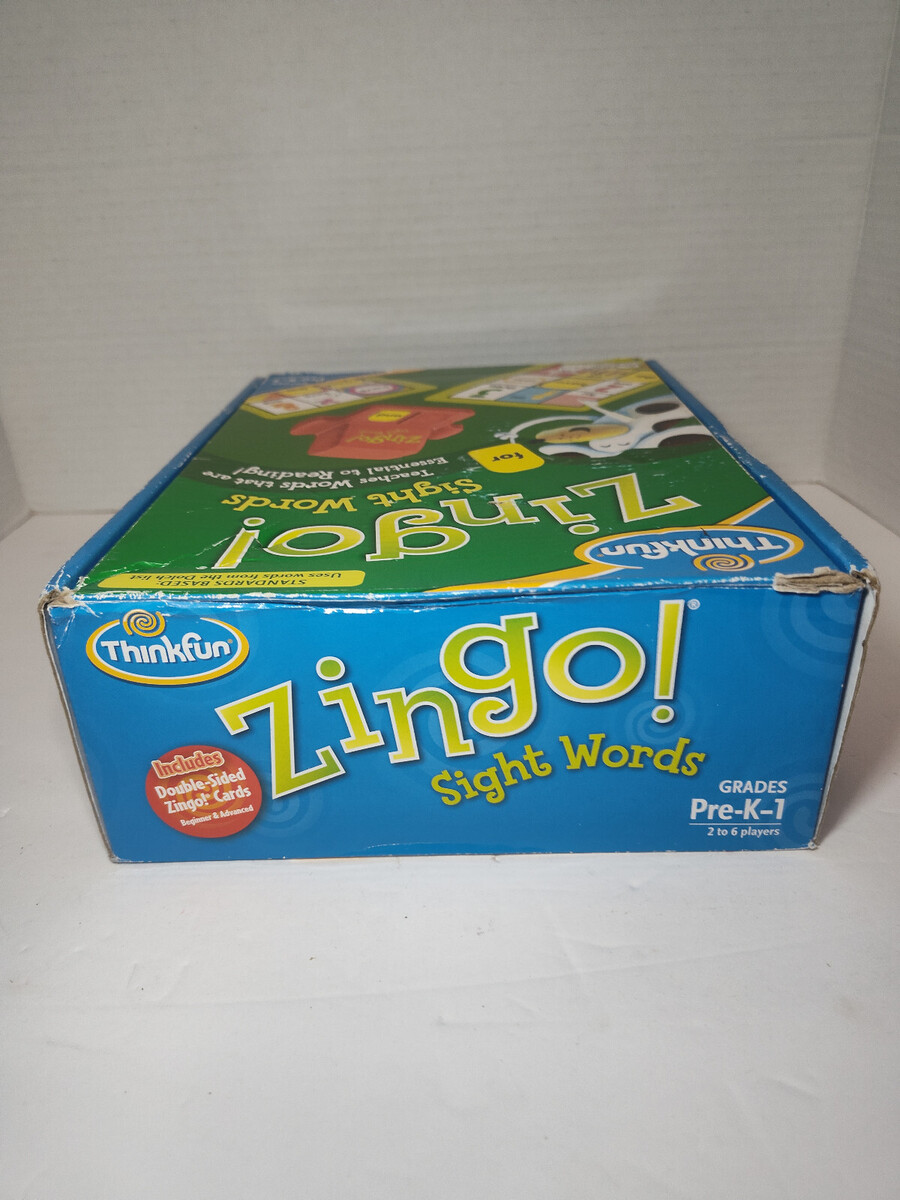 Thinkfun®
Zingo!®
Sight Words
Includes
Double-Sided
Zingo!® Cards
Beginner & Advanced
GRADES
Pre-K-1
2 to 6 players
Thinkfun
Zingo!
Sight Words
Teaches Words that are
Essential to Reading!
STANDARDS BASED:
Uses words from the Dolch list
for
Zingo!